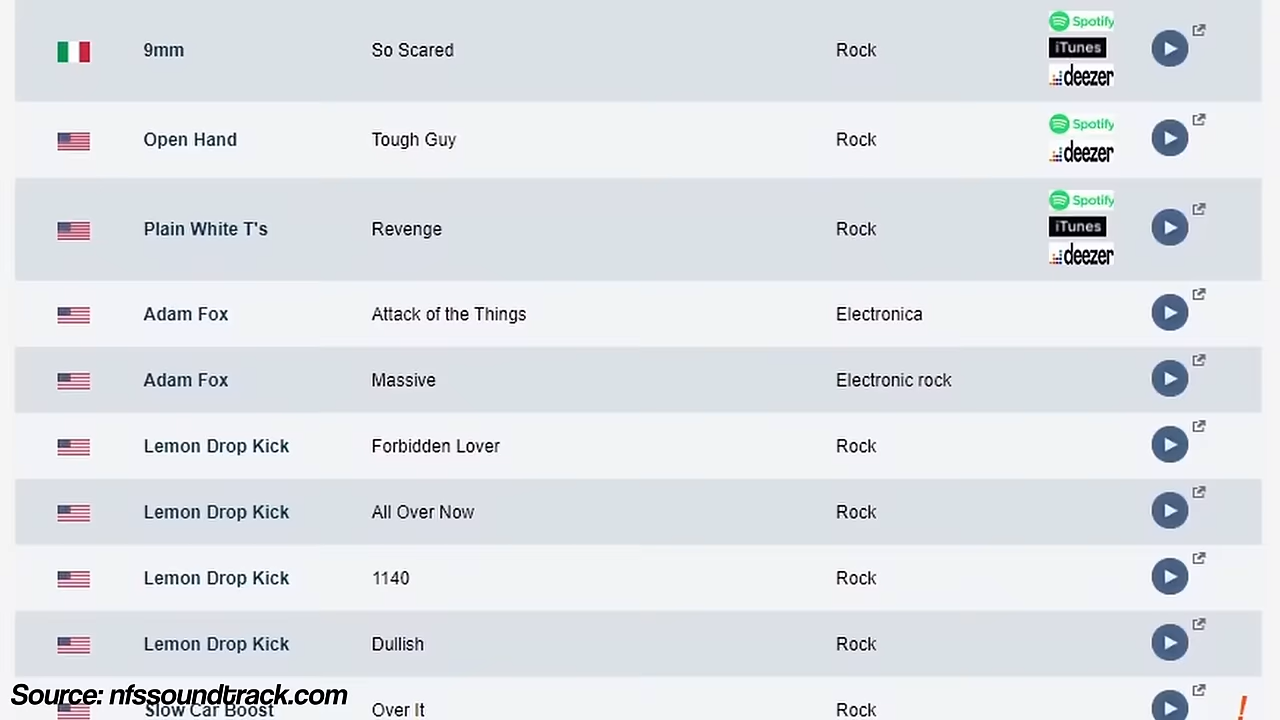 9mm So Scared Rock Spotify
iTunes
deezer
Open Hand Tough Guy Rock Spotify
deezer
Plain White T's Revenge Rock Spotify
iTunes
deezer
Adam Fox Attack of the Things Electronica
Adam Fox Massive Electronic rock
Lemon Drop Kick Forbidden Lover Rock
Lemon Drop Kick All Over Now Rock
Lemon Drop Kick 1140 Rock
Lemon Drop Kick Dullish Rock
Source: nfssoundtrack.com
Slow Car Boost Over It Rock
!